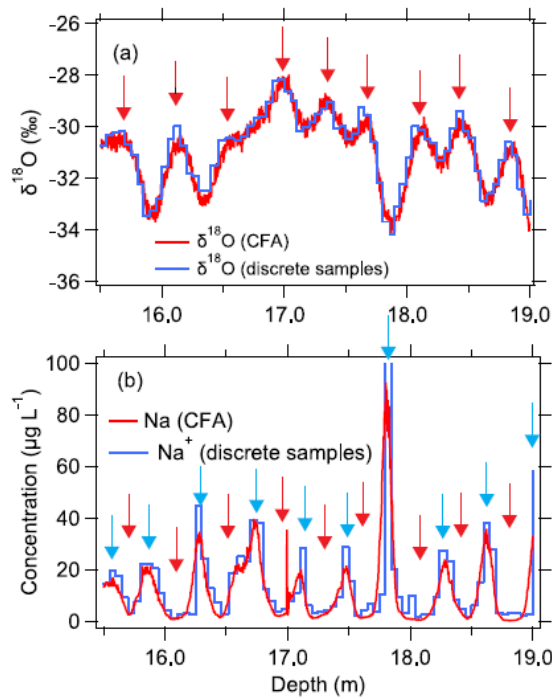 -26
(a)
-28
-30
-32
-34
-36
δ¹⁸O (‰)
δ¹⁸O (CFA)
δ¹⁸O (discrete samples)
16.0 17.0 18.0 19.0
100
(b)
80
60
40
20
0
Concentration (µg L⁻¹)
Na (CFA)
Na⁺ (discrete samples)
16.0 17.0 18.0 19.0
Depth (m)